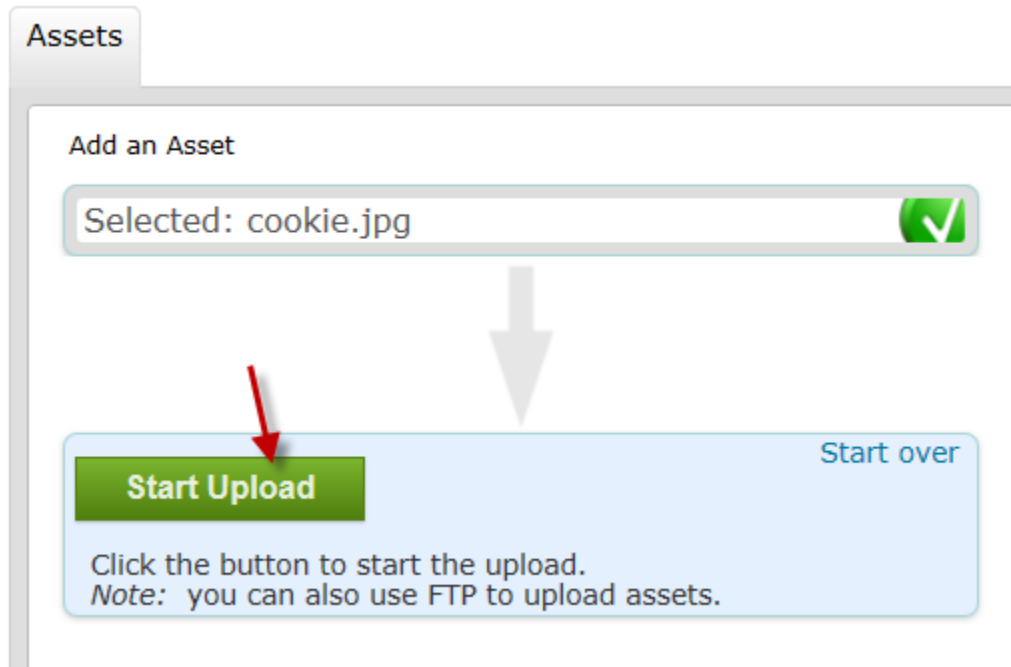 Assets
Add an Asset
Selected: cookie.jpg
Start over
Start Upload
Click the button to start the upload.
Note: you can also use FTP to upload assets.